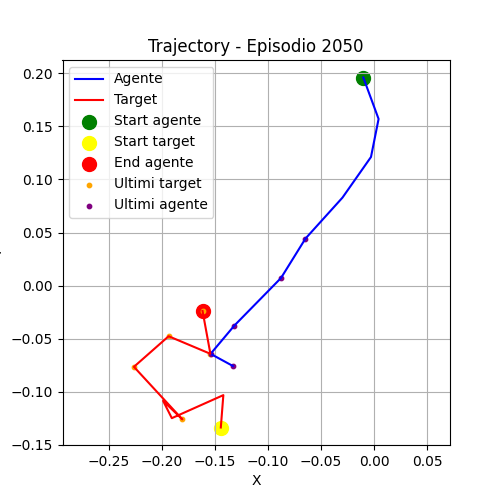 Trajectory - Episodio 2050
Agente
Target
Start agente
Start target
End agente
Ultimi target
Ultimi agente
0.20
0.15
0.10
0.05
0.00
−0.05
−0.10
−0.15
−0.25
−0.20
−0.15
−0.10
−0.05
0.00
0.05
X